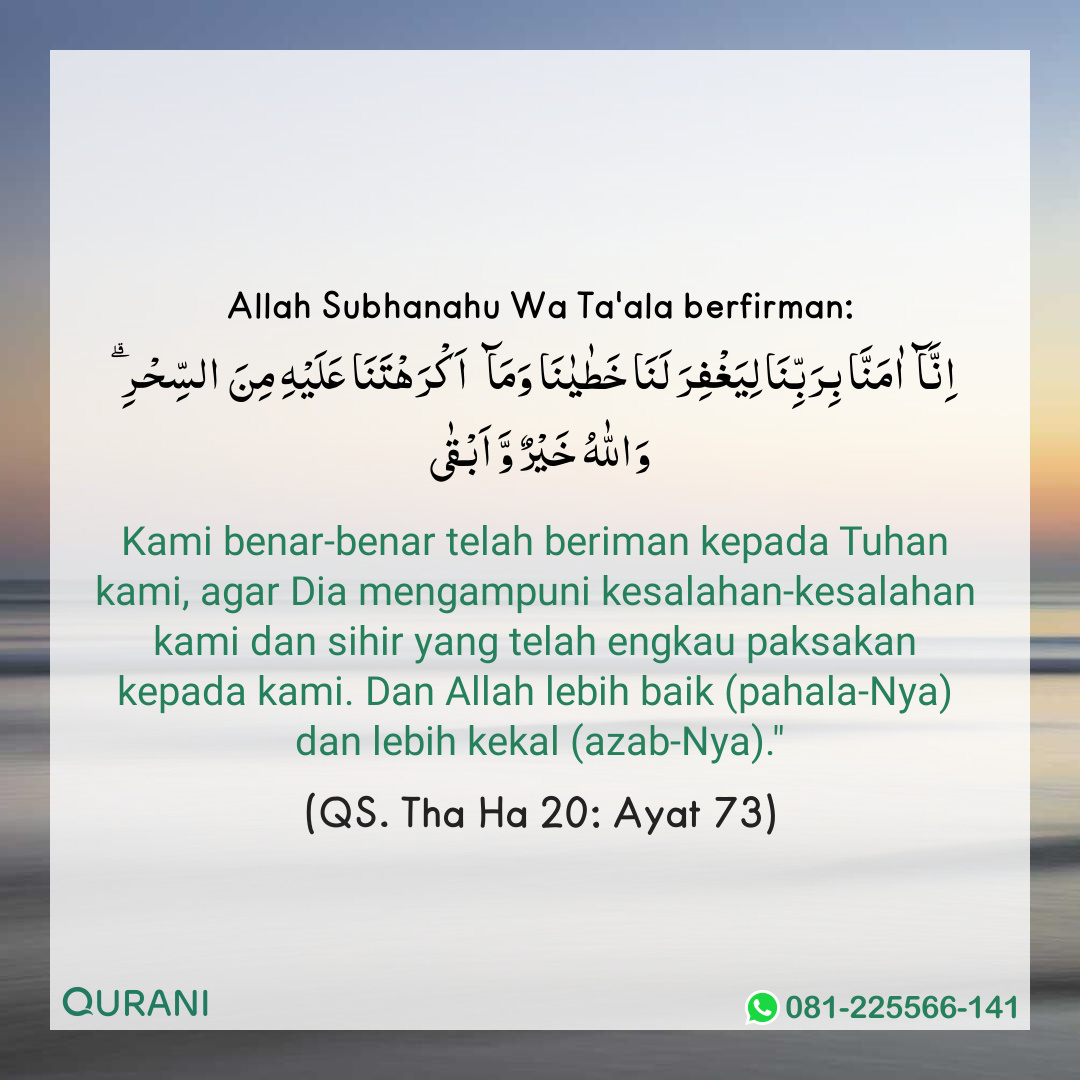 Allah Subhanahu Wa Ta'ala berfirman:
اِنَّاۤ اٰمَنَّا بِرَبِّنَا لِيَغْفِرَ لَنَا خَطٰيٰنَا وَمَاۤ اَكْرَهْتَنَا عَلَيْهِ مِنَ السِّحْرِ ۗ
وَا للّٰهُ خَيْرٌ وَّاَبْقٰى
Kami benar-benar telah beriman kepada Tuhan
kami, agar Dia mengampuni kesalahan-kesalahan
kami dan sihir yang telah engkau paksakan
kepada kami. Dan Allah lebih baik (pahala-Nya)
dan lebih kekal (azab-Nya)."
(QS. Tha Ha 20: Ayat 73)
QURANI
081-225566-141